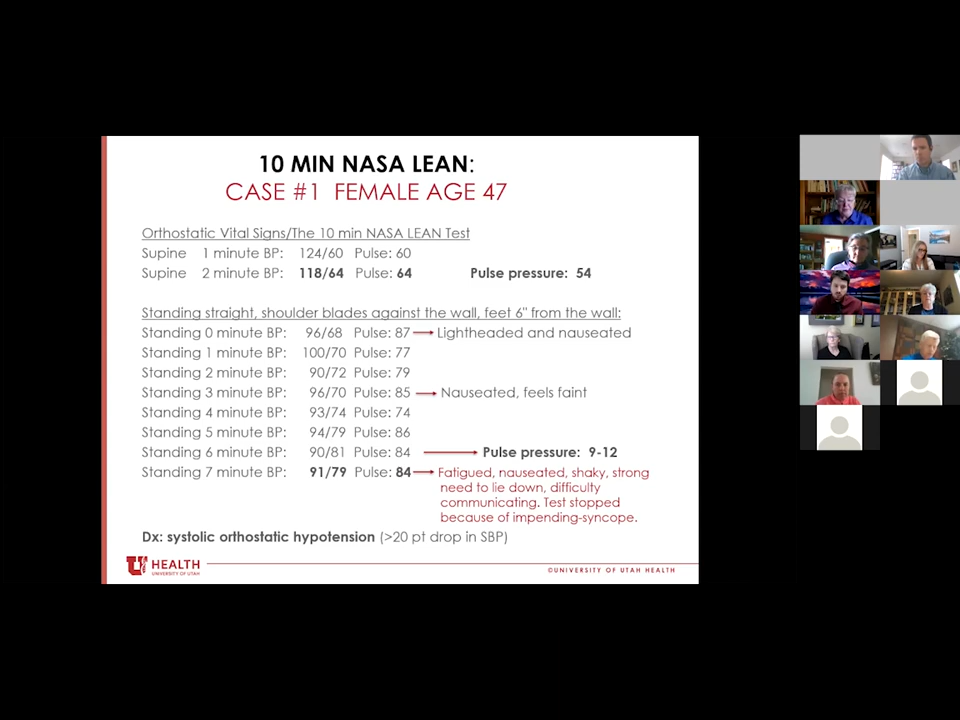 10 MIN NASA LEAN:
CASE #1 FEMALE AGE 47
Orthostatic Vital Signs/The 10 min NASA LEAN Test
Supine 1 minute BP: 124/60 Pulse: 60
Supine 2 minute BP: 118/64 Pulse: 64 Pulse pressure: 54
Standing straight, shoulder blades against the wall, feet 6" from the wall:
Standing 0 minute BP: 96/68 Pulse: 87 Lightheaded and nauseated
Standing 1 minute BP: 100/70 Pulse: 77
Standing 2 minute BP: 90/72 Pulse: 79
Standing 3 minute BP: 96/70 Pulse: 85 Nauseated, feels faint
Standing 4 minute BP: 93/74 Pulse: 74
Standing 5 minute BP: 94/79 Pulse: 86
Standing 6 minute BP: 90/81 Pulse: 84 Pulse pressure: 9-12
Standing 7 minute BP: 91/79 Pulse: 84 Fatigued, nauseated, shaky, strong
need to lie down, difficulty
communicating. Test stopped
because of impending-syncope.
Dx: systolic orthostatic hypotension (>20 pt drop in SBP)
U HEALTH
UNIVERSITY OF UTAH
©UNIVERSITY OF UTAH HEALTH